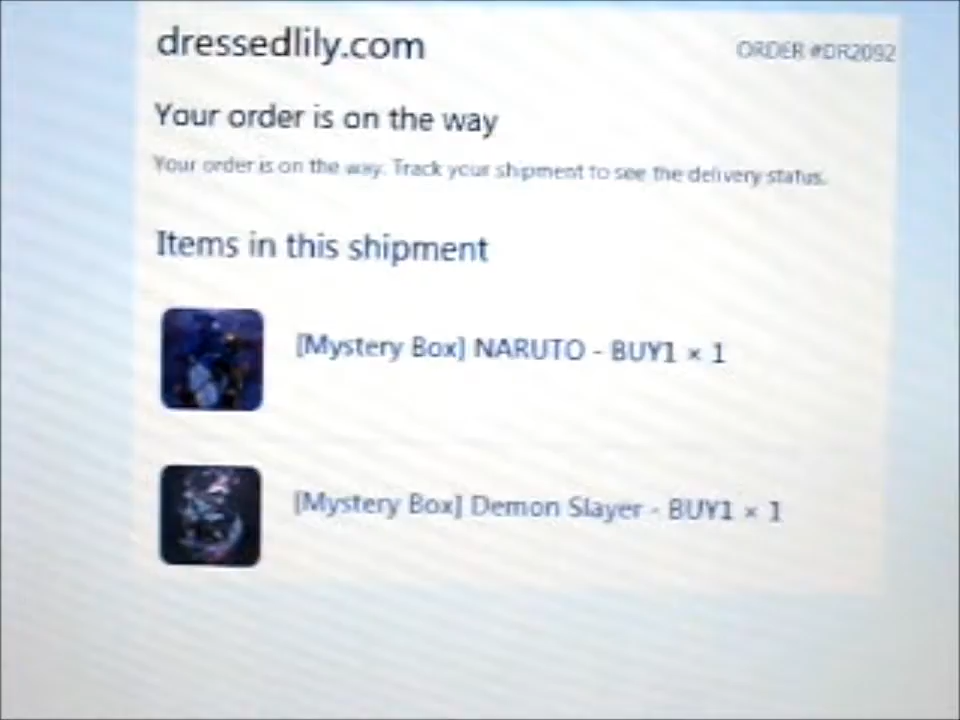 dressedlily.com
ORDER #DR2092
Your order is on the way
Your order is on the way. Track your shipment to see the delivery status.
Items in this shipment
[Mystery Box] NARUTO - BUY1 × 1
[Mystery Box] Demon Slayer - BUY1 × 1